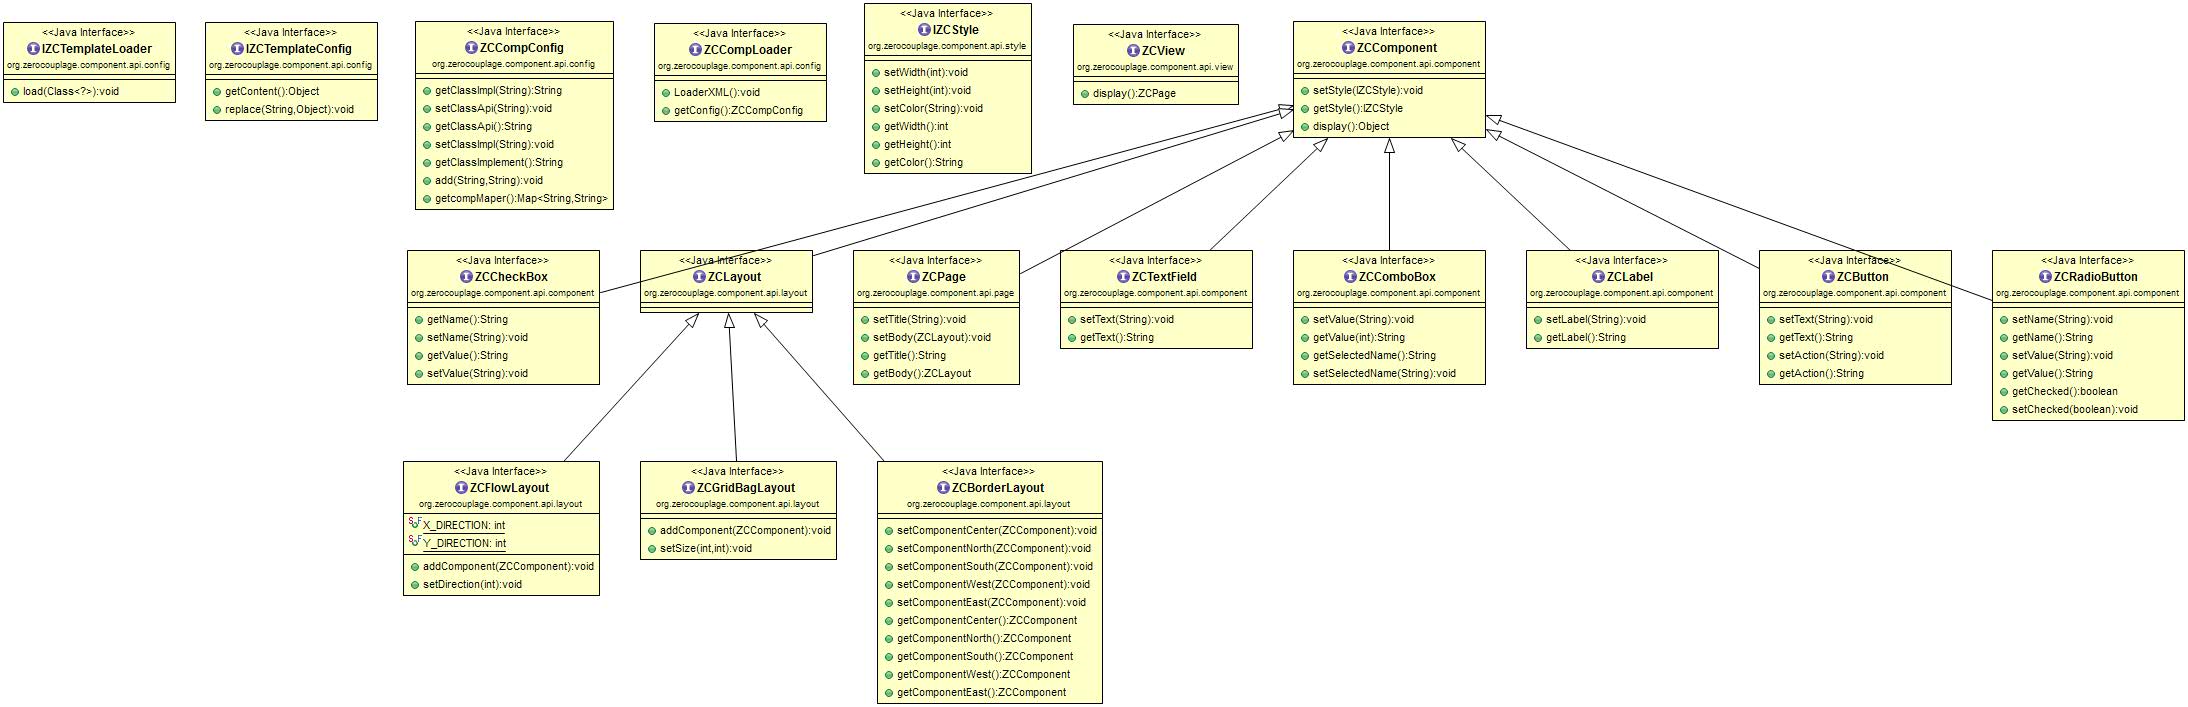 <<Java Interface>>
IZCTemplateLoader
org.zerocouplage.component.api.config
load(Class<?>):void
<<Java Interface>>
IZCTemplateConfig
org.zerocouplage.component.api.config
getContent():Object
replace(String,Object):void
<<Java Interface>>
ZCCompConfig
org.zerocouplage.component.api.config
getClassImpl(String):String
setClassApi(String):void
getClassApi():String
setClassImpl(String):void
getClassImplement():String
add(String,String):void
getcompMaper():Map<String,String>
<<Java Interface>>
ZCCompLoader
org.zerocouplage.component.api.config
LoaderXML():void
getConfig():ZCCompConfig
<<Java Interface>>
IZCStyle
org.zerocouplage.component.api.style
setWidth(int):void
setHeight(int):void
setColor(String):void
getWidth():int
getHeight():int
getColor():String
<<Java Interface>>
ZCView
org.zerocouplage.component.api.view
display():ZCPage
<<Java Interface>>
ZCComponent
org.zerocouplage.component.api.component
setStyle(IZCStyle):void
getStyle():IZCStyle
display():Object
<<Java Interface>>
ZCCheckBox
org.zerocouplage.component.api.component
getName():String
setName(String):void
getValue():String
setValue(String):void
<<Java Interface>>
ZCLayout
org.zerocouplage.component.api.layout
<<Java Interface>>
ZCPage
org.zerocouplage.component.api.page
setTitle(String):void
setBody(ZCLayout):void
getTitle():String
getBody():ZCLayout
<<Java Interface>>
ZCTextField
org.zerocouplage.component.api.component
setText(String):void
getText():String
<<Java Interface>>
ZCComboBox
org.zerocouplage.component.api.component
setValue(String):void
getValue(int):String
getSelectedName():String
setSelectedName(String):void
<<Java Interface>>
ZCLabel
org.zerocouplage.component.api.component
setLabel(String):void
getLabel():String
<<Java Interface>>
ZCButton
org.zerocouplage.component.api.component
setText(String):void
getText():String
setAction(String):void
getAction():String
<<Java Interface>>
ZCRadioButton
org.zerocouplage.component.api.component
setName(String):void
getName():String
setValue(String):void
getValue():String
getChecked():boolean
setChecked(boolean):void
<<Java Interface>>
ZCFlowLayout
org.zerocouplage.component.api.layout
X_DIRECTION: int
Y_DIRECTION: int
addComponent(ZCComponent):void
setDirection(int):void
<<Java Interface>>
ZCGridBagLayout
org.zerocouplage.component.api.layout
addComponent(ZCComponent):void
setSize(int,int):void
<<Java Interface>>
ZCBorderLayout
org.zerocouplage.component.api.layout
setComponentCenter(ZCComponent):void
setComponentNorth(ZCComponent):void
setComponentSouth(ZCComponent):void
setComponentWest(ZCComponent):void
setComponentEast(ZCComponent):void
getComponentCenter():ZCComponent
getComponentNorth():ZCComponent
getComponentSouth():ZCComponent
getComponentWest():ZCComponent
getComponentEast():ZCComponent